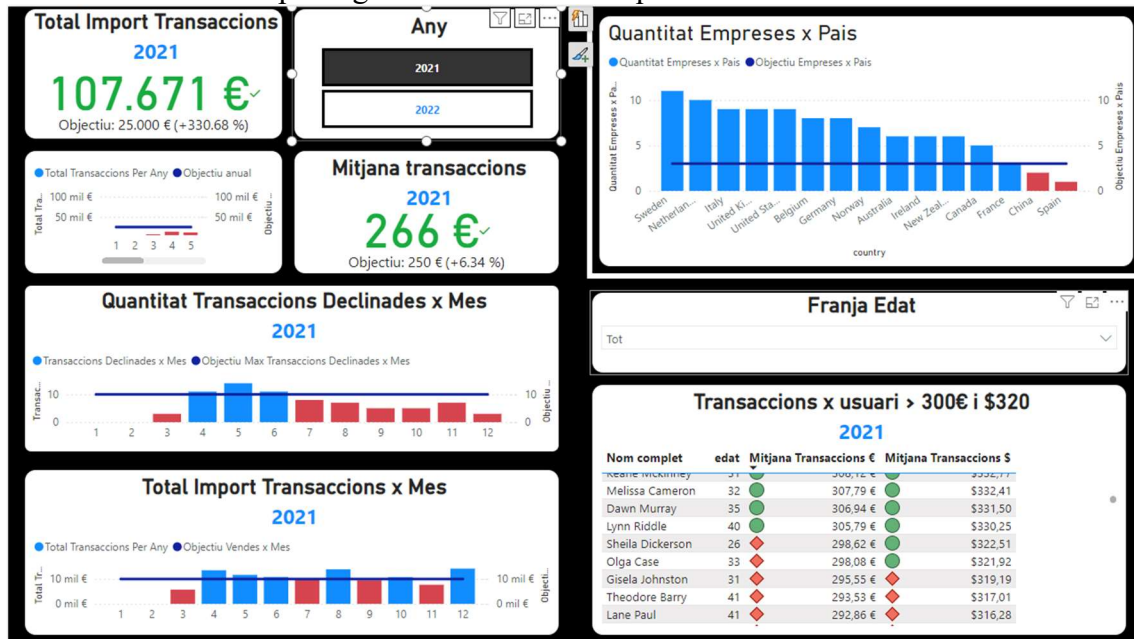 Total Import Transaccions
2021
107.671 €
Objectiu: 25.000 € (+330.68 %)
Any
2021
2022
Total Transaccions Per Any Objectiu anual
Total Tra...
100 mil €
50 mil €
100 mil €
50 mil €
Objectiu ...
1 2 3 4 5
Mitjana transaccions
2021
266 €
Objectiu: 250 € (+6.34 %)
Quantitat Transaccions Declinades x Mes
2021
Transaccions Declinades x Mes Objectiu Max Transaccions Declinades x Mes
Transac...
10
0
10
0
Objectiu ...
1 2 3 4 5 6 7 8 9 10 11 12
Total Import Transaccions x Mes
2021
Total Transaccions Per Any Objectiu Vendes x Mes
Total Tr...
10 mil €
0 mil €
10 mil €
0 mil €
Objecti...
1 2 3 4 5 6 7 8 9 10 11 12
Quantitat Empreses x Pais
Quantitat Empreses x Pais Objectiu Empreses x Pais
Quantitat Empreses x Pa...
10
5
0
10
5
0
Objectiu Empreses x Pais
Sweden
Netherlan...
Italy
United Ki...
United Sta...
Belgium
Germany
Norway
Australia
Ireland
New Zeal...
Canada
France
China
Spain
country
Franja Edat
Tot
Transaccions x usuari > 300€ i $320
2021
Nom complet edat Mitjana Transaccions € Mitjana Transaccions $
Melissa Cameron 32 307,79 € $332,41
Dawn Murray 35 306,94 € $331,50
Lynn Riddle 40 305,79 € $330,25
Sheila Dickerson 26 298,62 € $322,51
Olga Case 33 298,08 € $321,92
Gisela Johnston 31 295,55 € $319,19
Theodore Barry 41 293,53 € $317,01
Lane Paul 41 292,86 € $316,28